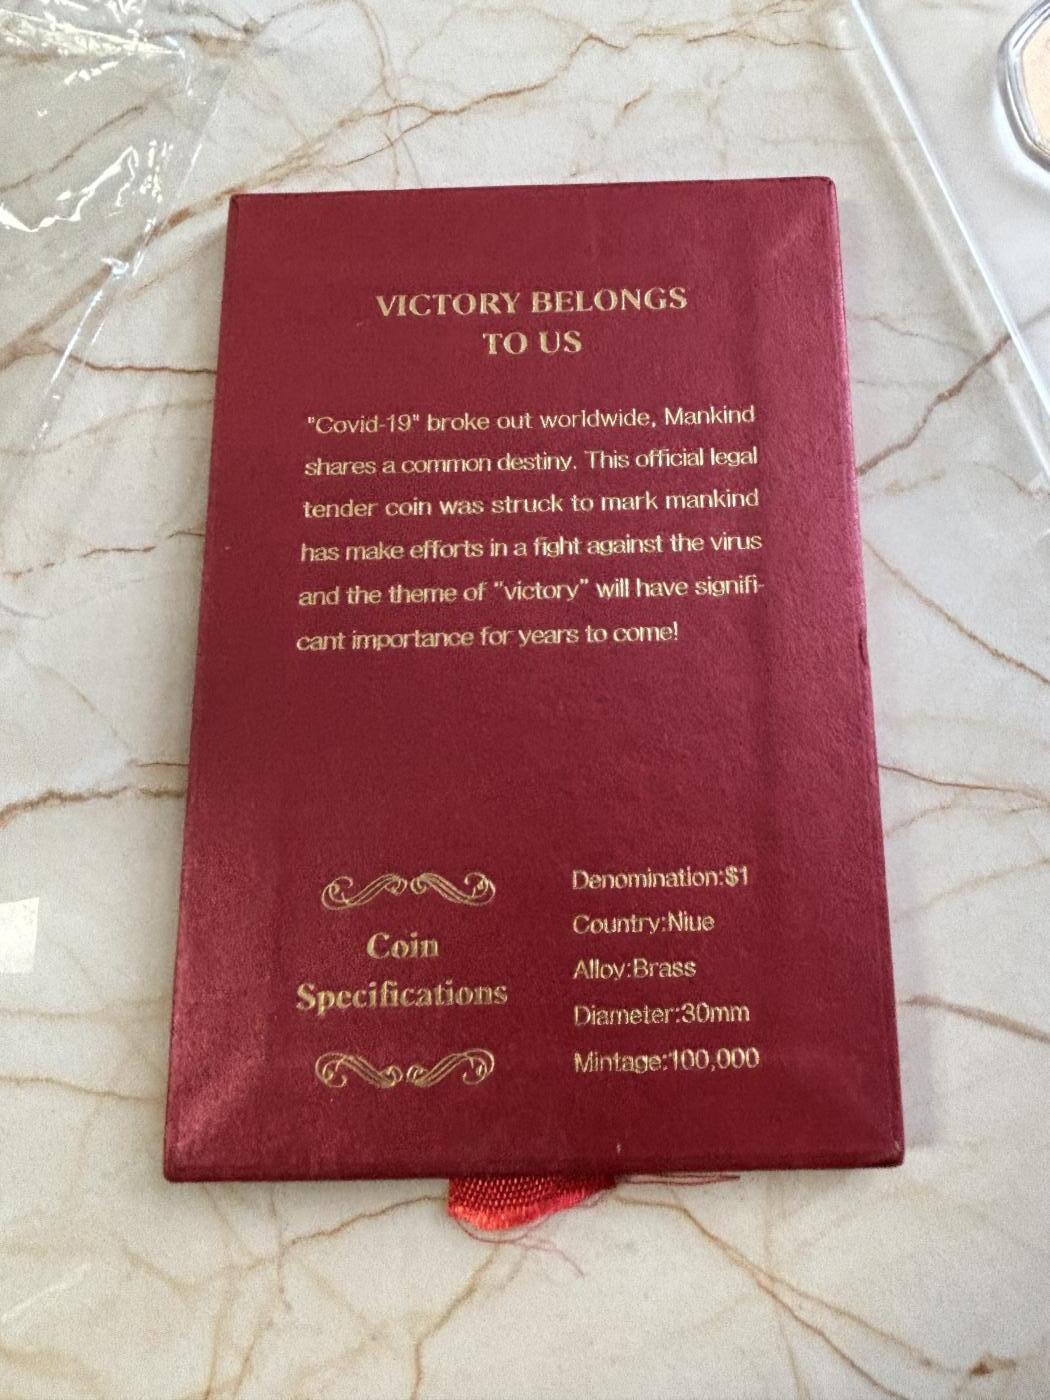 VICTORY BELONGS
TO US
"Covid-19" broke out worldwide, Mankind
shares a common destiny. This official legal
tender coin was struck to mark mankind
has make efforts in a fight against the virus
and the theme of "victory" will have signifi-
cant importance for years to come!
Coin
Specifications
Denomination:$1
Country:Niue
Alloy:Brass
Diameter:30mm
Mintage:100,000